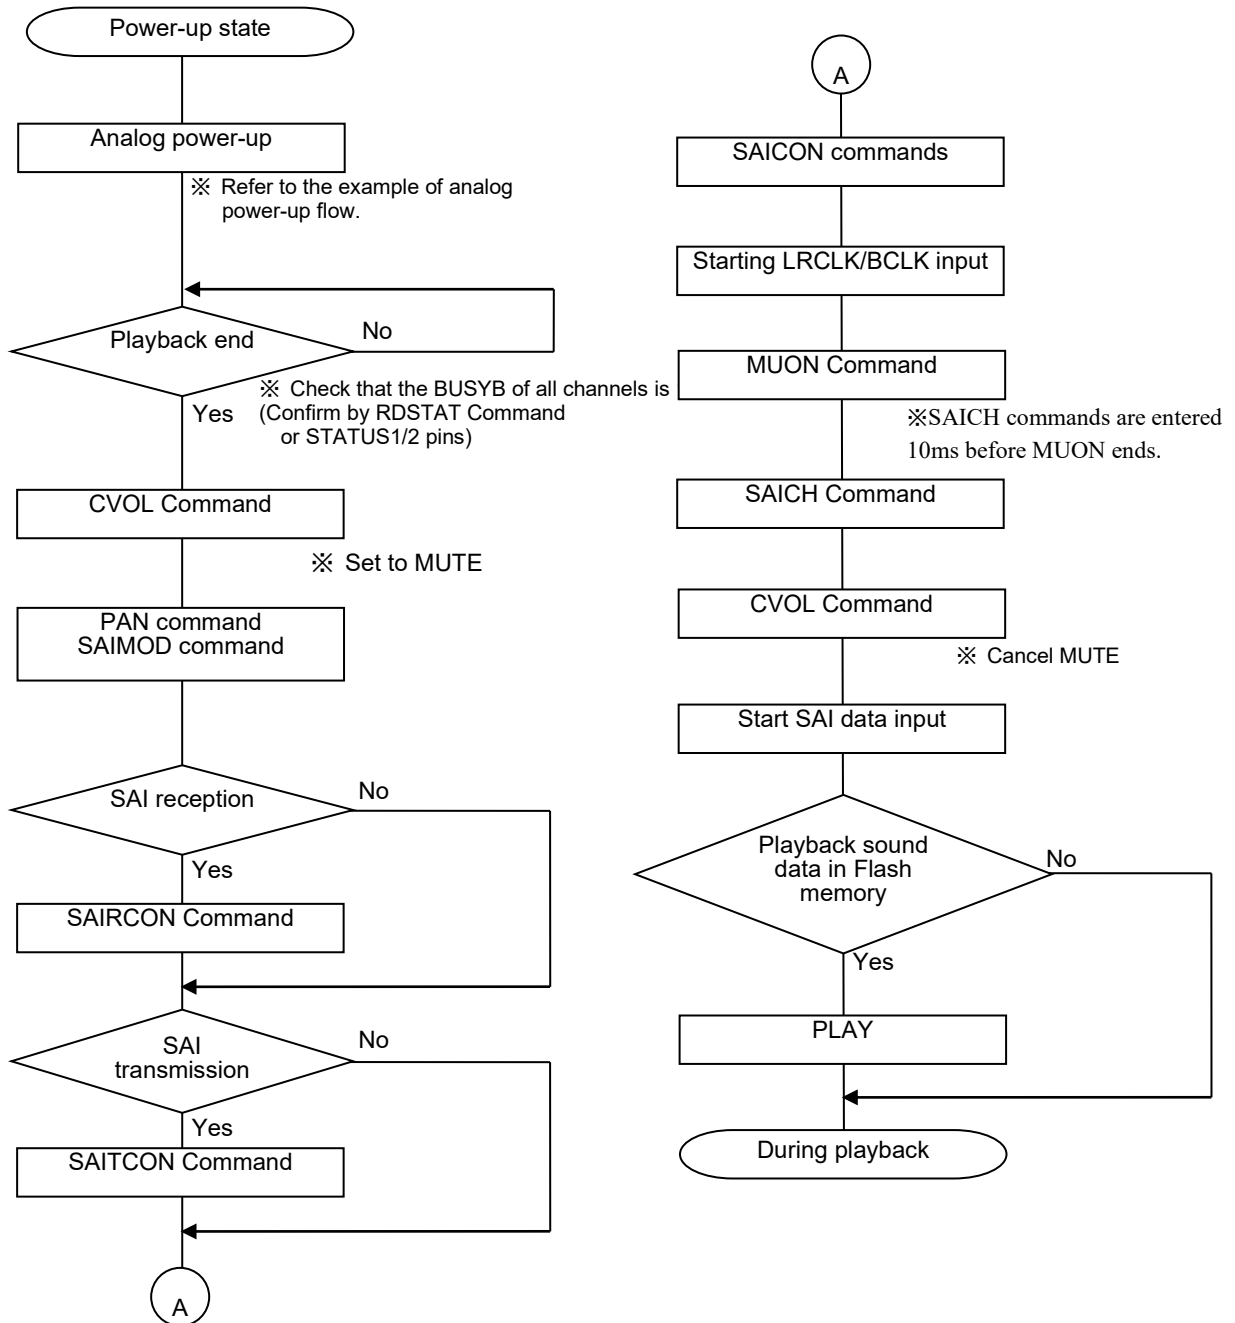 Power-up state
Analog power-up
※ Refer to the example of analog
power-up flow.
Playback end
No
※ Check that the BUSYB of all channels is
(Confirm by RDSTAT Command
or STATUS1/2 pins)
Yes
CVOL Command
※ Set to MUTE
PAN command
SAIMOD command
SAI reception
No
Yes
SAIRCON Command
SAI
transmission
No
Yes
SAITCON Command
A
A
SAICON commands
Starting LRCLK/BCLK input
MUON Command
※SAICH commands are entered
10ms before MUON ends.
SAICH Command
CVOL Command
※ Cancel MUTE
Start SAI data input
Playback sound
data in Flash
memory
No
Yes
PLAY
During playback